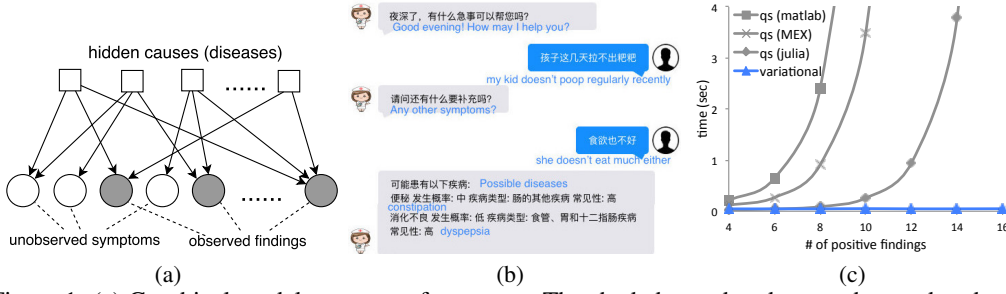 hidden causes (diseases)
......
......
unobserved symptoms
observed findings
(a)
夜深了，有什么急事可以帮您吗?
Good evening! How may I help you?
孩子这几天拉不出粑粑
my kid doesn't poop regularly recently
请问还有什么要补充吗?
Any other symptoms?
食欲也不好
she doesn't eat much either
可能患有以下疾病: Possible diseases
便秘 发生概率: 中 疾病类型: 肠的其他疾病 常见性: 高
constipation
消化不良 发生概率: 低 疾病类型: 食管、胃和十二指肠疾病
常见性: 高 dyspepsia
(b)
qs (matlab)
qs (MEX)
qs (julia)
variational
time (sec)
4
3
2
1
0
4 6 8 10 12 14 16
# of positive findings
(c)